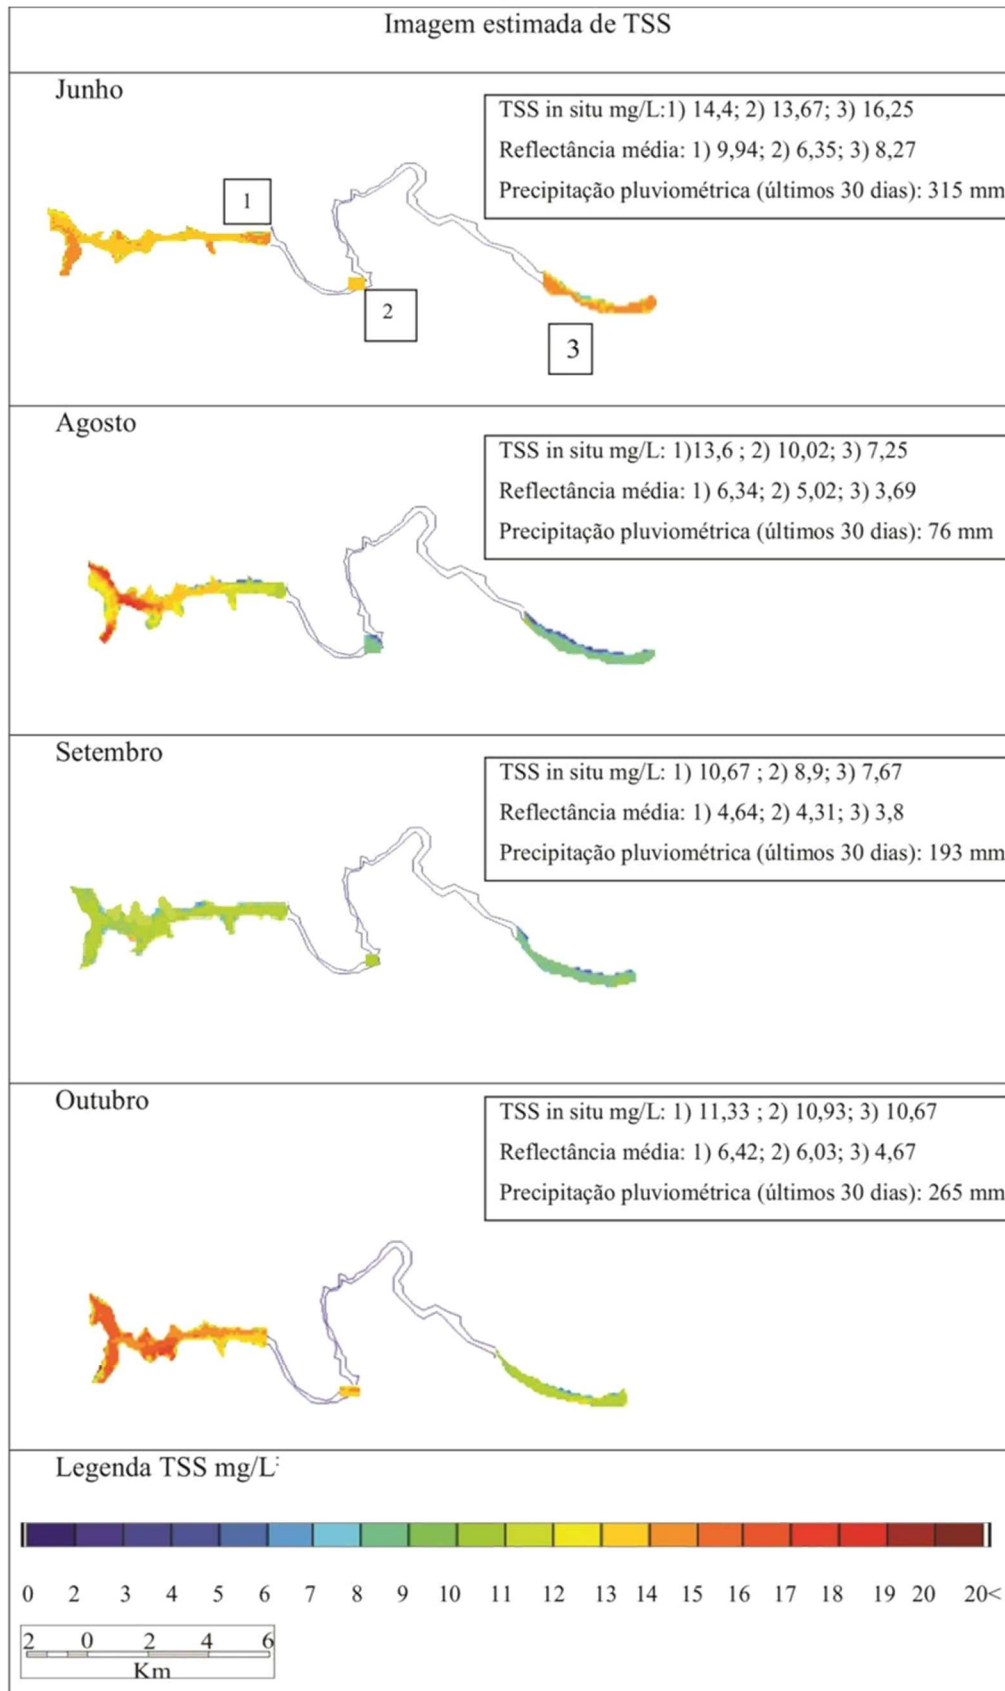 Imagem estimada de TSS
Junho
TSS in situ mg/L:1) 14,4; 2) 13,67; 3) 16,25
Reflectância média: 1) 9,94; 2) 6,35; 3) 8,27
Precipitação pluviométrica (últimos 30 dias): 315 mm
1
2
3
Agosto
TSS in situ mg/L: 1)13,6 ; 2) 10,02; 3) 7,25
Reflectância média: 1) 6,34; 2) 5,02; 3) 3,69
Precipitação pluviométrica (últimos 30 dias): 76 mm
Setembro
TSS in situ mg/L: 1) 10,67 ; 2) 8,9; 3) 7,67
Reflectância média: 1) 4,64; 2) 4,31; 3) 3,8
Precipitação pluviométrica (últimos 30 dias): 193 mm
Outubro
TSS in situ mg/L: 1) 11,33 ; 2) 10,93; 3) 10,67
Reflectância média: 1) 6,42; 2) 6,03; 3) 4,67
Precipitação pluviométrica (últimos 30 dias): 265 mm
Legenda TSS mg/L:
0 2 3 4 5 6 7 8 9 10 11 12 13 14 15 16 17 18 19 20 20<
2 0 2 4 6
Km